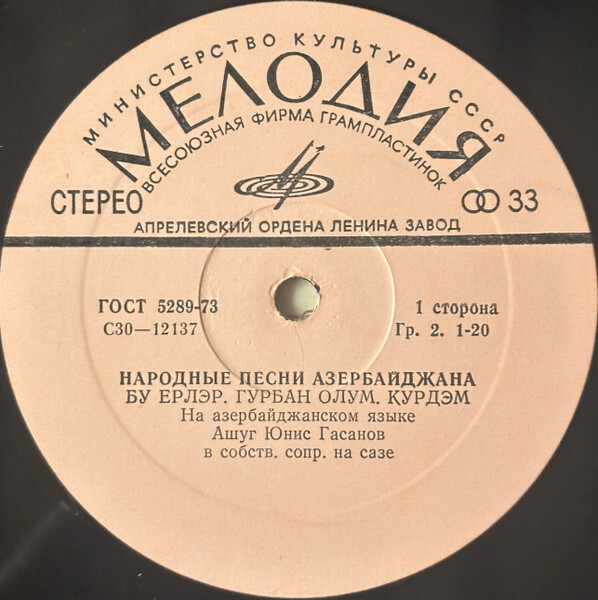 МИНИСТЕРСТВО КУЛЬТУРЫ СССР
МЕЛОДИЯ
ВСЕСОЮЗНАЯ ФИРМА ГРАМПЛАСТИНОК
СТЕРЕО
33
АПРЕЛЕВСКИЙ ОРДЕНА ЛЕНИНА ЗАВОД
ГОСТ 5289-73
1 сторона
С30—12137
Гр. 2. 1-20
НАРОДНЫЕ ПЕСНИ АЗЕРБАЙДЖАНА
БУ ЕРЛЭР. ГУРБАН ОЛУМ. ҚУРДЭМ
На азербайджанском языке
Ашуг Юнис Гасанов
в собств. сопр. на сазе